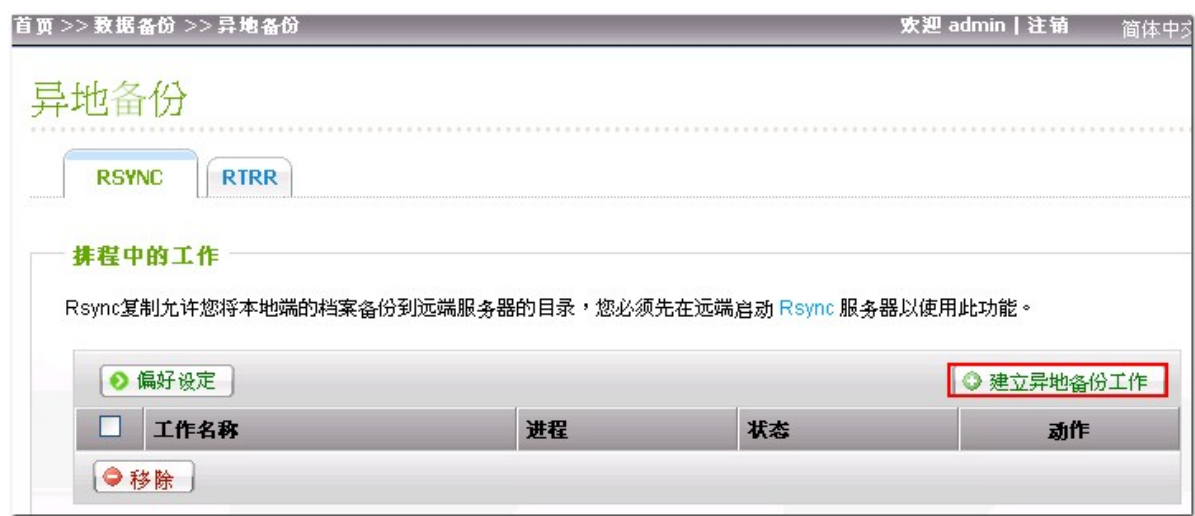 首页 >> 数据备份 >> 异地备份 欢迎 admin | 注销 简体中
异地备份
RSYNC RTRR
排程中的工作
Rsync复制允许您将本地端的档案备份到远端服务器的目录，您必须先在远端启动 Rsync 服务器以使用此功能。
偏好设定 建立异地备份工作
工作名称 进程 状态 动作
移除